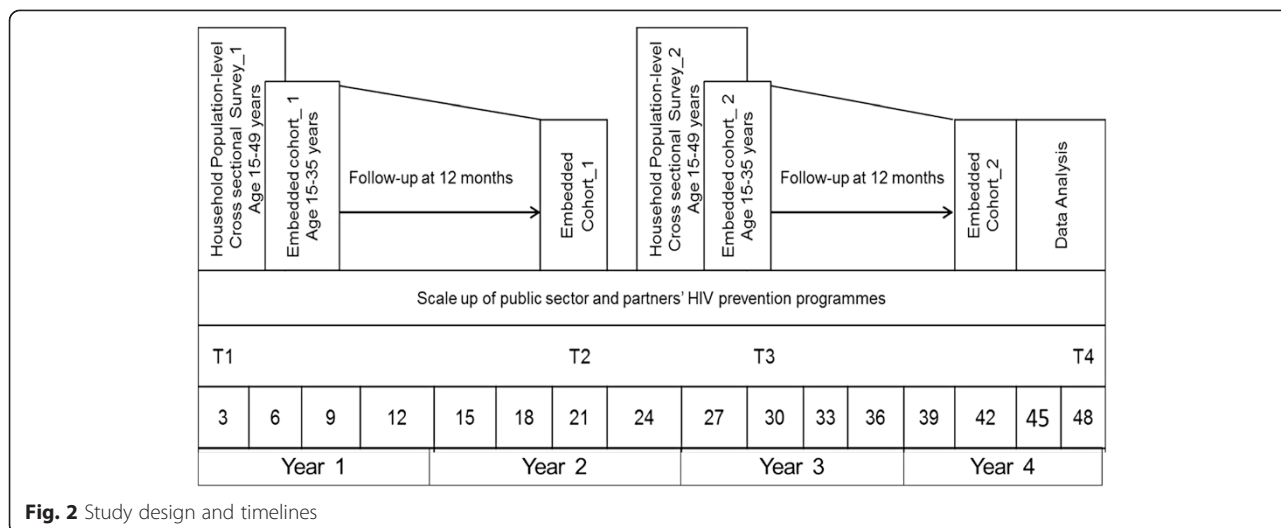 Household Population-level
Cross sectional Survey_1
Age 15-49 years
Embedded cohort_ 1
Age 15-35 years
Follow-up at 12 months
Embedded
Cohort_1
Household Population-level
Cross sectional Survey_2
Age 15-49 years
Embedded cohort_ 2
Age 15-35 years
Follow-up at 12 months
Embedded
Cohort_2
Data Analysis
Scale up of public sector and partners' HIV prevention programmes
T1 T2 T3 T4
3 6 9 12 15 18 21 24 27 30 33 36 39 42 45 48
Year 1 Year 2 Year 3 Year 4
Fig. 2 Study design and timelines